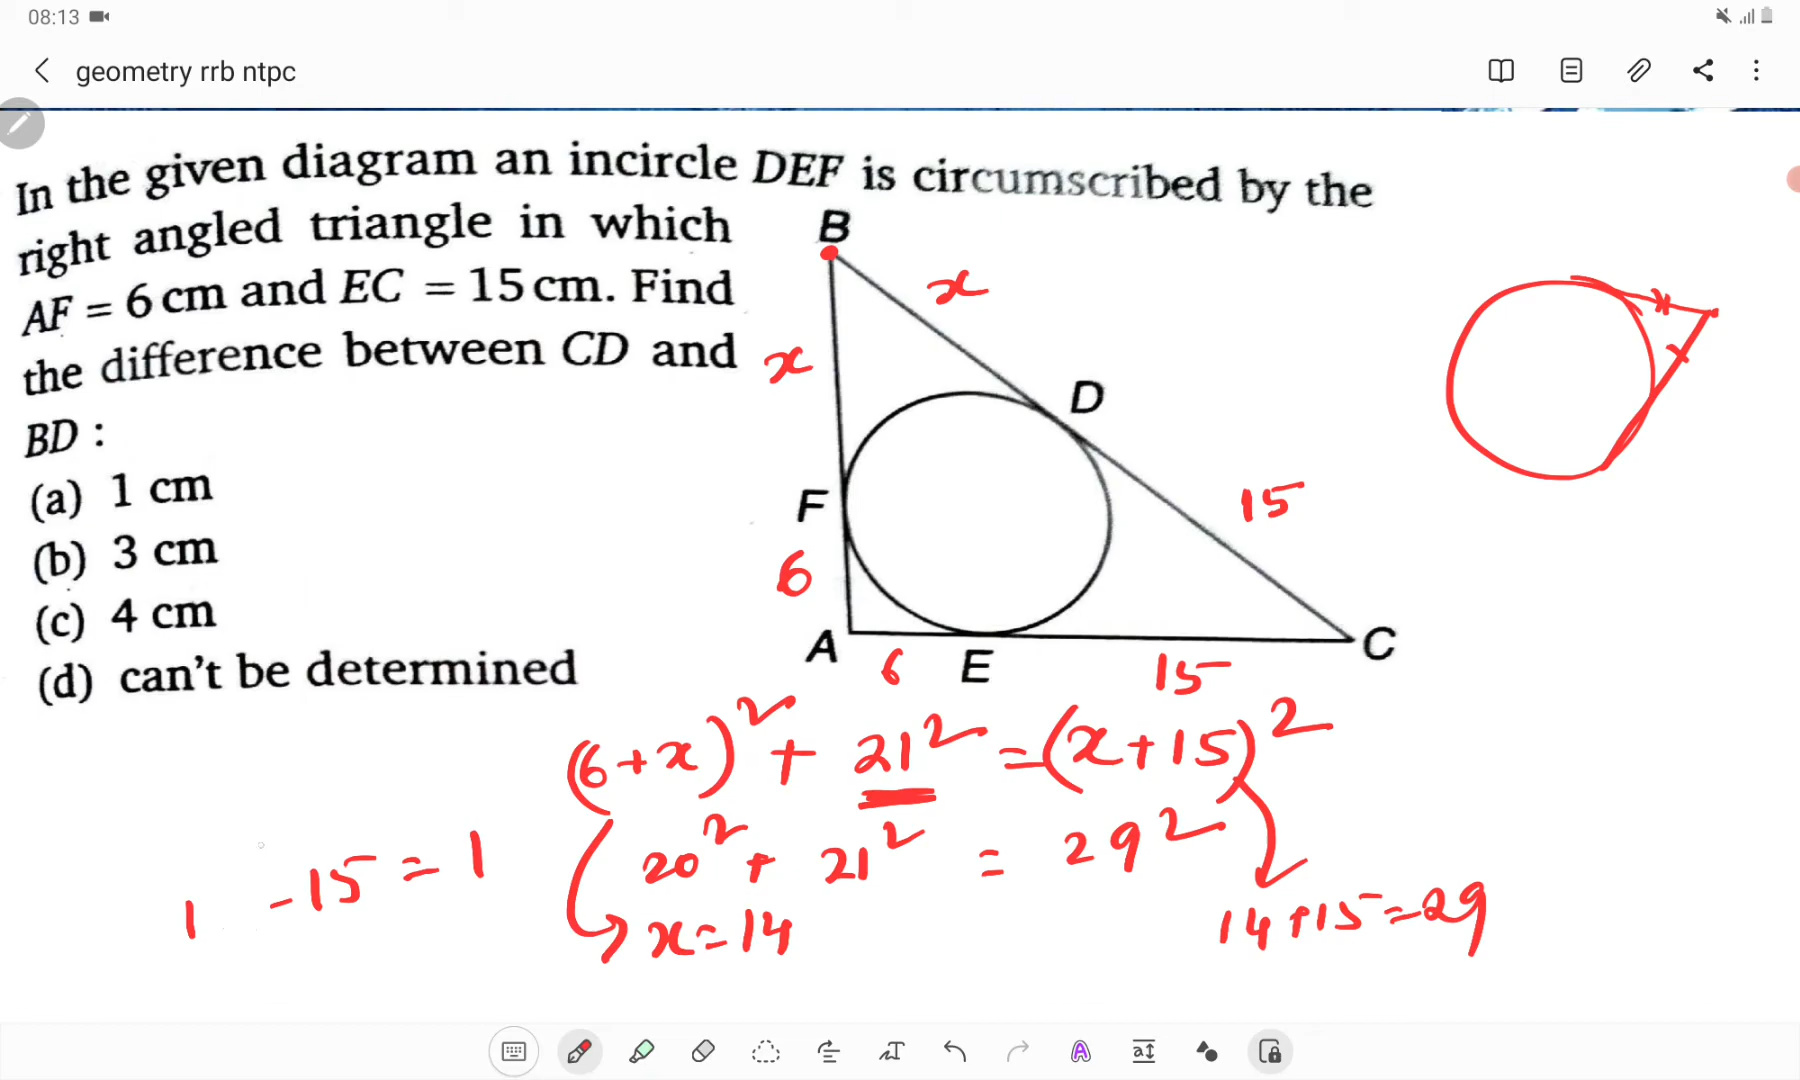 08:13
geometry rrb ntpc
In the given diagram an incircle DEF is circumscribed by the
right angled triangle in which
AF = 6 cm and EC = 15 cm. Find
the difference between CD and
BD :
(a) 1 cm
(b) 3 cm
(c) 4 cm
(d) can't be determined
B
x
x
D
F
15
6
A
6
E
15
C
(6+x)² + 21² = (x+15)²
20² + 21² = 29²
1 -15 = 1
x = 14
14+15=29